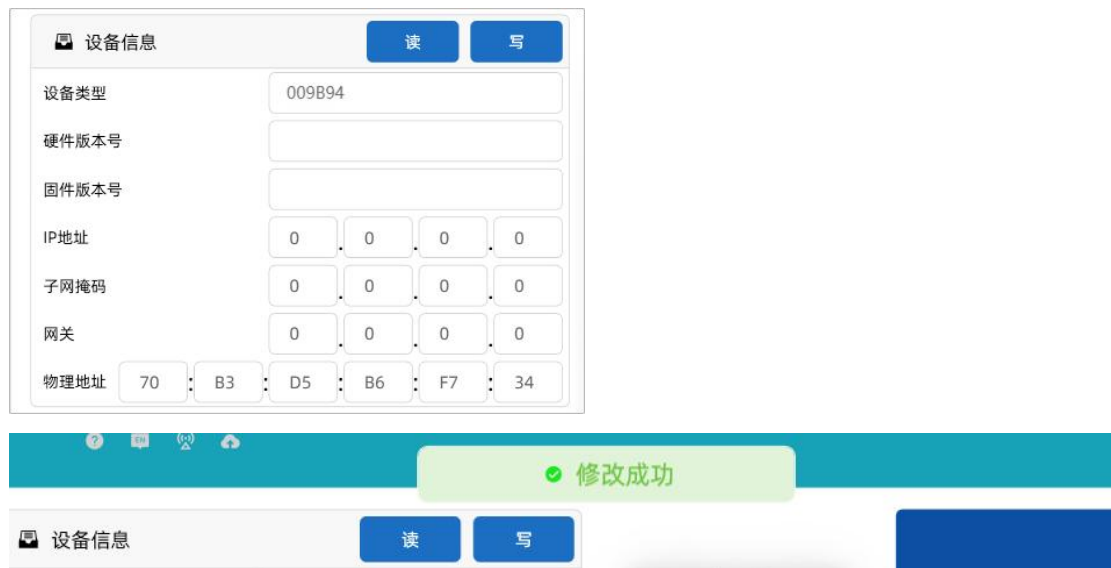 设备信息 读 写
设备类型 009B94
硬件版本号
固件版本号
IP地址 0 . 0 . 0 . 0
子网掩码 0 . 0 . 0 . 0
网关 0 . 0 . 0 . 0
物理地址 70 : B3 : D5 : B6 : F7 : 34
? EN
修改成功
设备信息 读 写